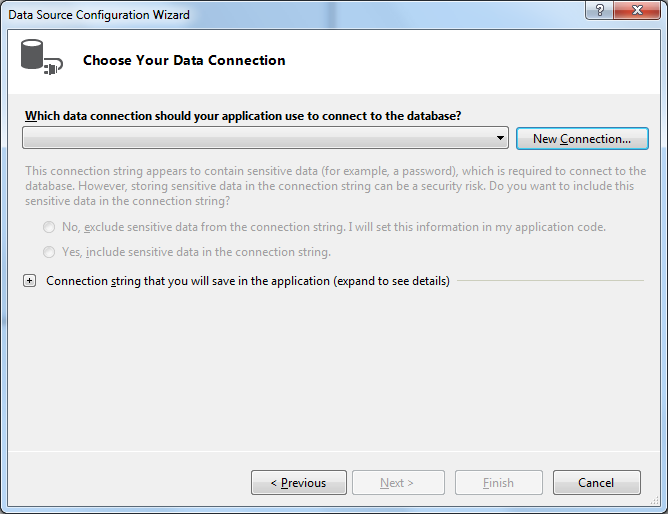 Data Source Configuration Wizard
?
Choose Your Data Connection
Which data connection should your application use to connect to the database?
New Connection...
This connection string appears to contain sensitive data (for example, a password), which is required to connect to the
database. However, storing sensitive data in the connection string can be a security risk. Do you want to include this
sensitive data in the connection string?
No, exclude sensitive data from the connection string. I will set this information in my application code.
Yes, include sensitive data in the connection string.
Connection string that you will save in the application (expand to see details)
< Previous
Next >
Finish
Cancel